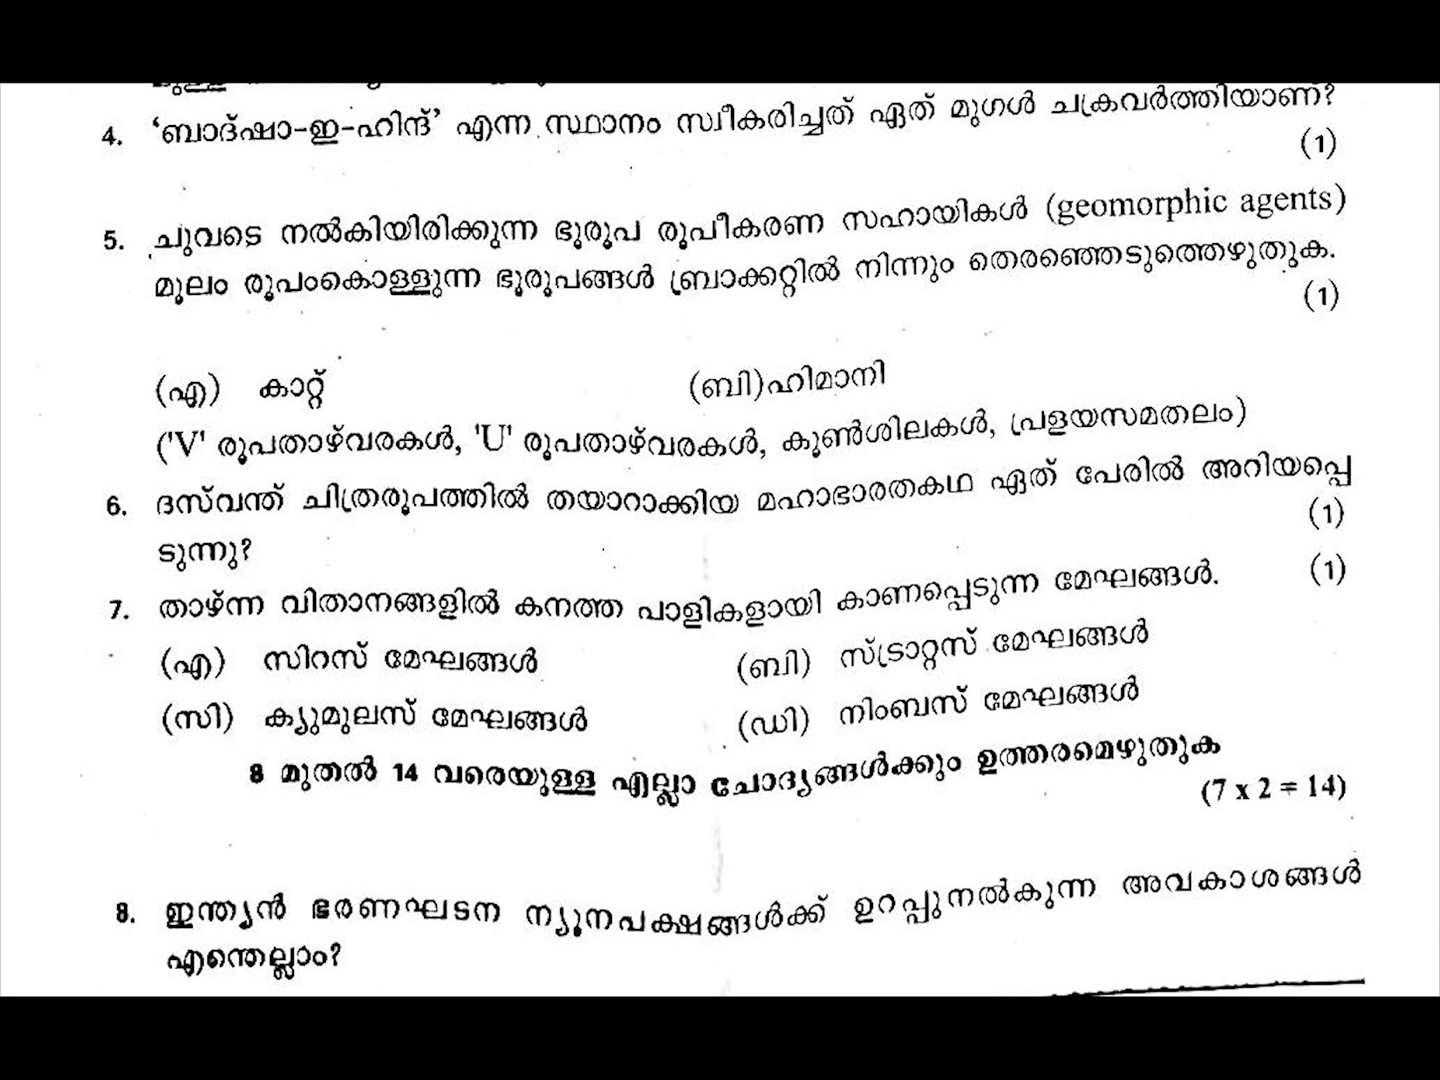 4. ‘ബാദ്ഷാ-ഇ-ഹിന്ദ്’ എന്ന സ്ഥാനം സ്വീകരിച്ചത് ഏത് മുഗൾ ചക്രവർത്തിയാണ്?
(1)
5. ചുവടെ നൽകിയിരിക്കുന്ന ഭൂരൂപ രൂപീകരണ സഹായികൾ (geomorphic agents)
മൂലം രൂപംകൊള്ളുന്ന ഭൂരൂപങ്ങൾ ബ്രാക്കറ്റിൽ നിന്നും തെരഞ്ഞെടുത്തെഴുതുക.
(1)
(എ) കാറ്റ് (ബി)ഹിമാനി
('V' രൂപതാഴ്‌വരകൾ, 'U' രൂപതാഴ്‌വരകൾ, കൂൺശിലകൾ, പ്രളയസമതലം)
6. ദസ്‌വന്ത് ചിത്രരൂപത്തിൽ തയാറാക്കിയ മഹാഭാരതകഥ ഏത് പേരിൽ അറിയപ്പെ
ടുന്നു? (1)
7. താഴ്ന്ന വിതാനങ്ങളിൽ കനത്ത പാളികളായി കാണപ്പെടുന്ന മേഘങ്ങൾ. (1)
(എ) സിറസ് മേഘങ്ങൾ (ബി) സ്ട്രാറ്റസ് മേഘങ്ങൾ
(സി) ക്യുമുലസ് മേഘങ്ങൾ (ഡി) നിംബസ് മേഘങ്ങൾ
8 മുതൽ 14 വരെയുള്ള എല്ലാ ചോദ്യങ്ങൾക്കും ഉത്തരമെഴുതുക
(7 x 2 = 14)
8. ഇന്ത്യൻ ഭരണഘടന ന്യൂനപക്ഷങ്ങൾക്ക് ഉറപ്പുനൽകുന്ന അവകാശങ്ങൾ
എന്തെല്ലാം?